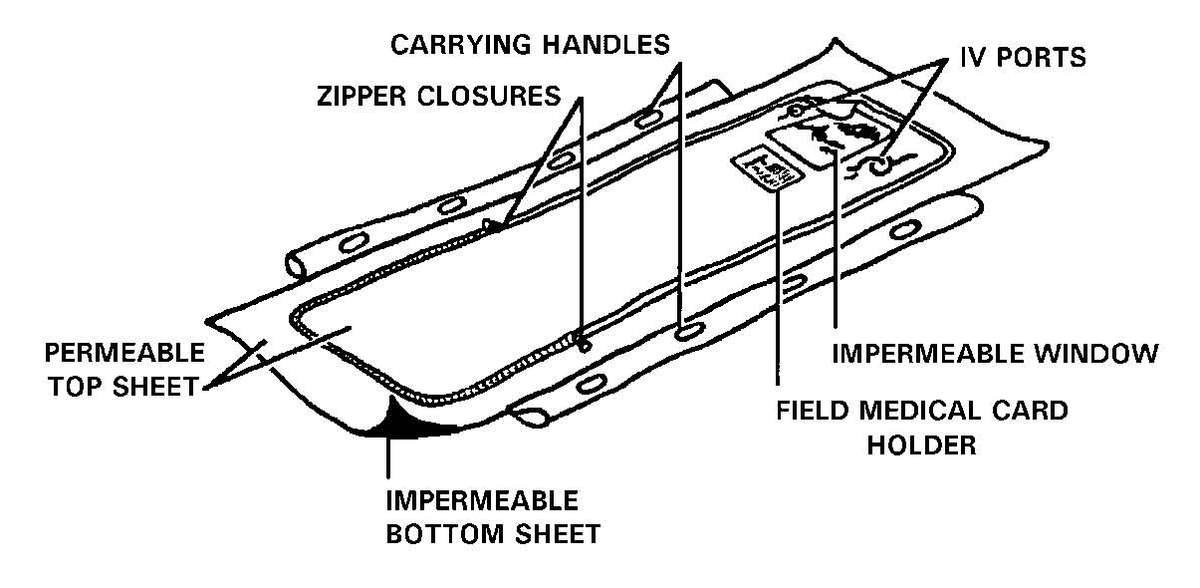 CARRYING HANDLES
IV PORTS
ZIPPER CLOSURES
PERMEABLE
TOP SHEET
IMPERMEABLE WINDOW
FIELD MEDICAL CARD
HOLDER
IMPERMEABLE
BOTTOM SHEET